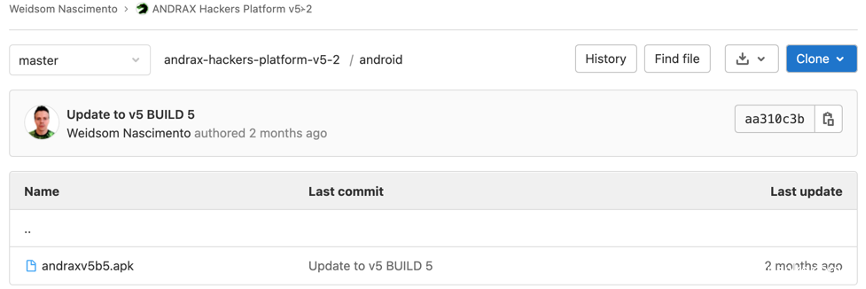 Weidsom Nascimento > ANDRAX Hackers Platform v5-2
master andrax-hackers-platform-v5-2 / android History Find file Clone
Update to v5 BUILD 5
Weidsom Nascimento authored 2 months ago
aa310c3b
Name Last commit Last update
..
andraxv5b5.apk Update to v5 BUILD 5 2 months ago